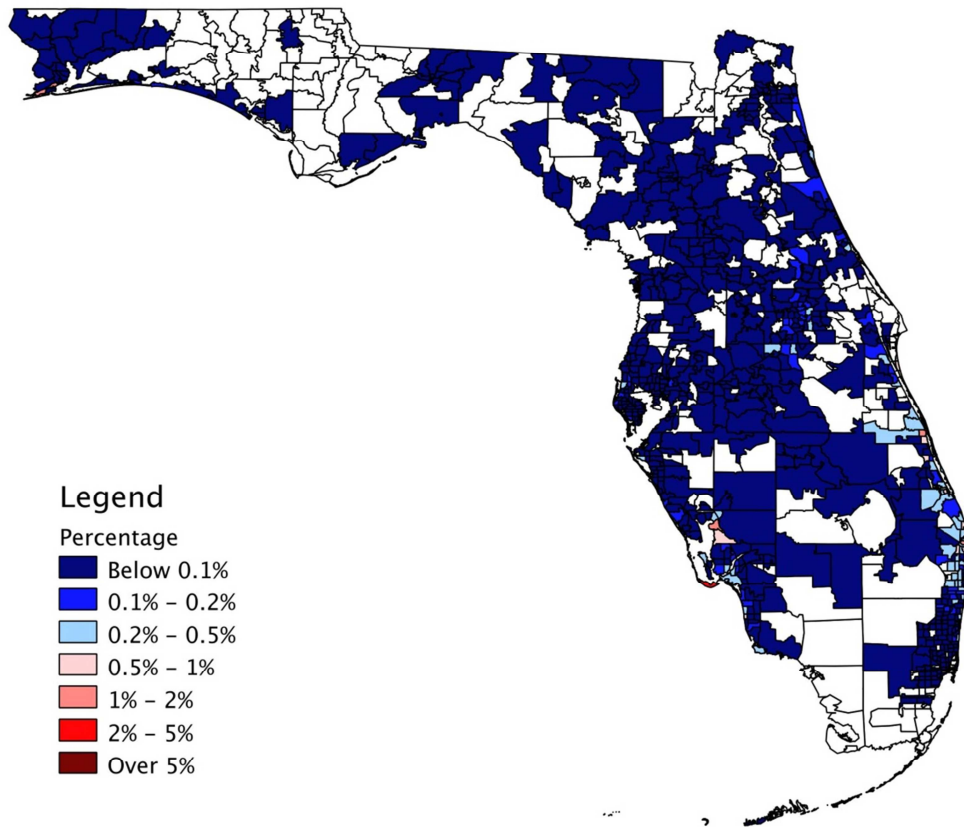 Legend
Percentage
Below 0.1%
0.1% – 0.2%
0.2% – 0.5%
0.5% – 1%
1% – 2%
2% – 5%
Over 5%